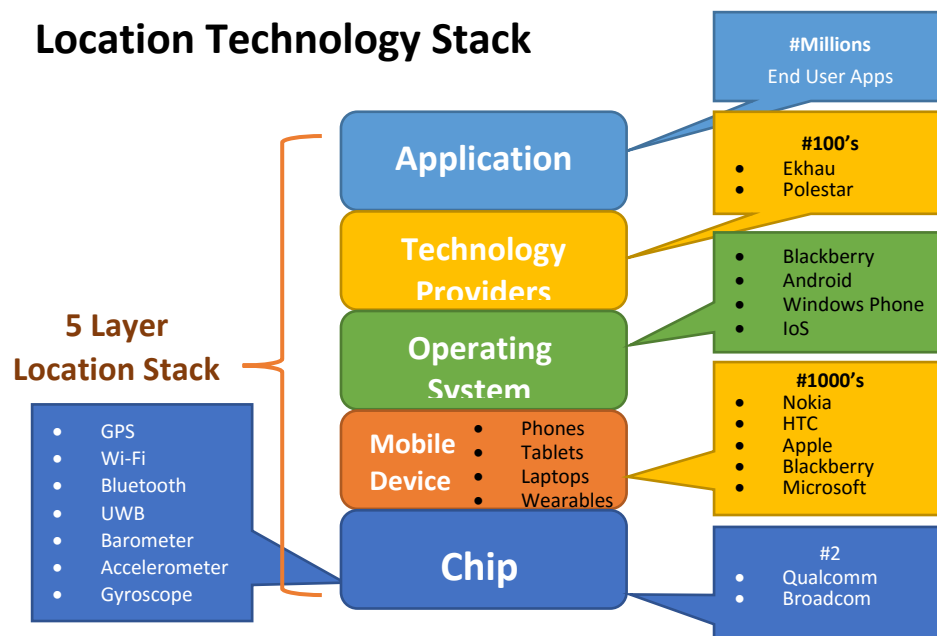 Location Technology Stack
#Millions
End User Apps
Application
#100's
• Ekhau
• Polestar
Technology
Providers
• Blackberry
• Android
• Windows Phone
• IoS
5 Layer
Location Stack
Operating
System
#1000's
• Nokia
• HTC
• Apple
• Blackberry
• Microsoft
Mobile
Device
• Phones
• Tablets
• Laptops
• Wearables
• GPS
• Wi-Fi
• Bluetooth
• UWB
• Barometer
• Accelerometer
• Gyroscope
Chip
#2
• Qualcomm
• Broadcom